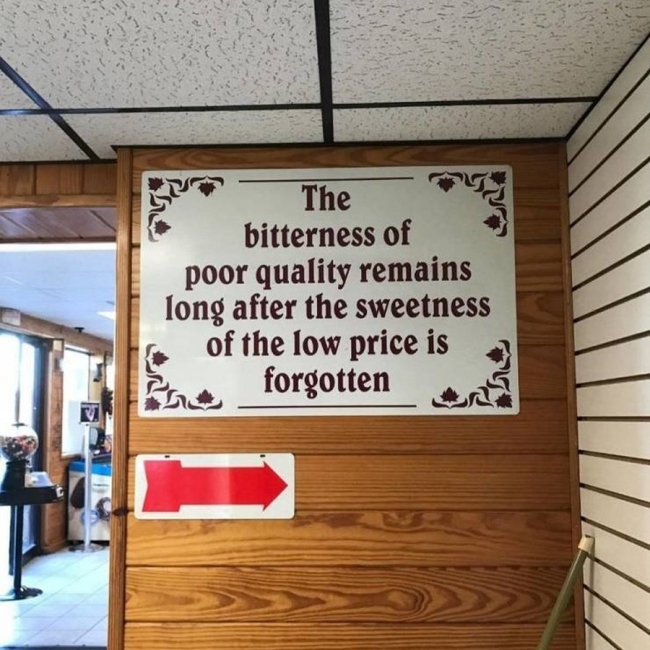 The
bitterness of
poor quality remains
long after the sweetness
of the low price is
forgotten